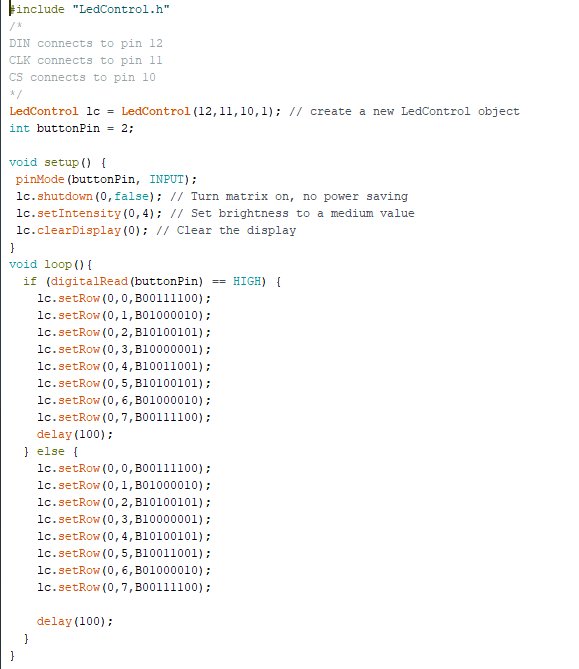 #include "LedControl.h"
/*
DIN connects to pin 12
CLK connects to pin 11
CS connects to pin 10
*/
LedControl lc = LedControl(12,11,10,1); // create a new LedControl object
int buttonPin = 2;

void setup() {
 pinMode(buttonPin, INPUT);
 lc.shutdown(0,false); // Turn matrix on, no power saving
 lc.setIntensity(0,4); // Set brightness to a medium value
 lc.clearDisplay(0); // Clear the display
}
void loop(){
  if (digitalRead(buttonPin) == HIGH) {
    lc.setRow(0,0,B00111100);
    lc.setRow(0,1,B01000010);
    lc.setRow(0,2,B10100101);
    lc.setRow(0,3,B10000001);
    lc.setRow(0,4,B10011001);
    lc.setRow(0,5,B10100101);
    lc.setRow(0,6,B01000010);
    lc.setRow(0,7,B00111100);
    delay(100);
  } else {
    lc.setRow(0,0,B00111100);
    lc.setRow(0,1,B01000010);
    lc.setRow(0,2,B10100101);
    lc.setRow(0,3,B10000001);
    lc.setRow(0,4,B10100101);
    lc.setRow(0,5,B10011001);
    lc.setRow(0,6,B01000010);
    lc.setRow(0,7,B00111100);

    delay(100);
  }
}